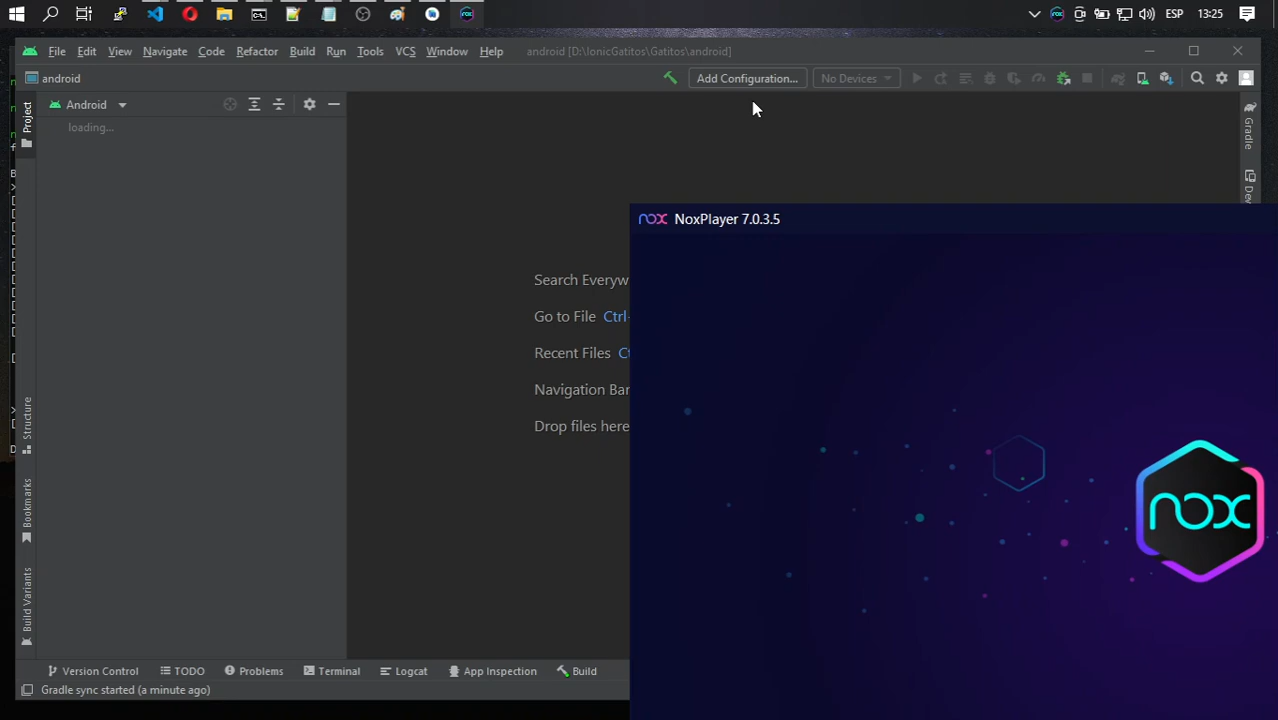 ESP 13:25
File Edit View Navigate Code Refactor Build Run Tools VCS Window Help android [D:\IonicGatitos\Gatitos\android]
android Add Configuration... No Devices
Project
Android
loading...
Gradle
nox NoxPlayer 7.0.3.5
Search Everyw
Go to File Ctrl-
Recent Files
Navigation Bar
Drop files here
nox
Structure
Bookmarks
Build Variants
Version Control TODO Problems Terminal Logcat App Inspection Build
Gradle sync started (a minute ago)